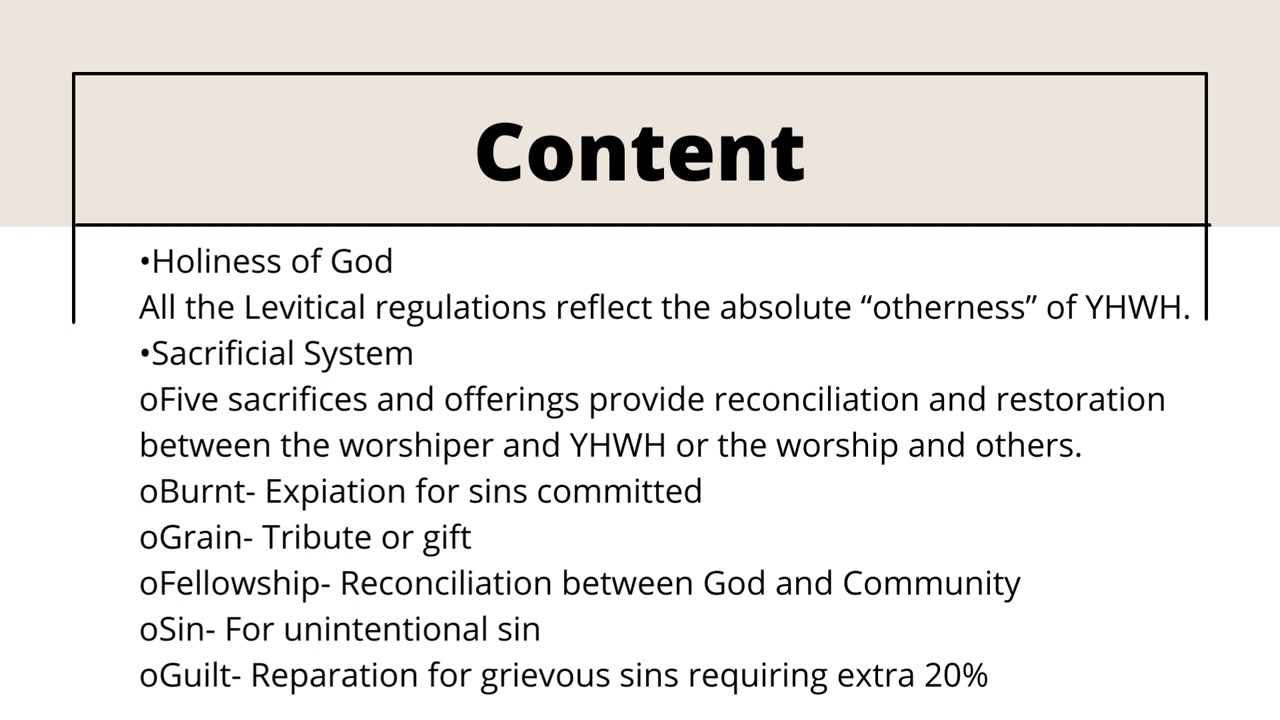 Content
•Holiness of God
All the Levitical regulations reflect the absolute “otherness” of YHWH.
•Sacrificial System
oFive sacrifices and offerings provide reconciliation and restoration
between the worshiper and YHWH or the worship and others.
oBurnt- Expiation for sins committed
oGrain- Tribute or gift
oFellowship- Reconciliation between God and Community
oSin- For unintentional sin
oGuilt- Reparation for grievous sins requiring extra 20%